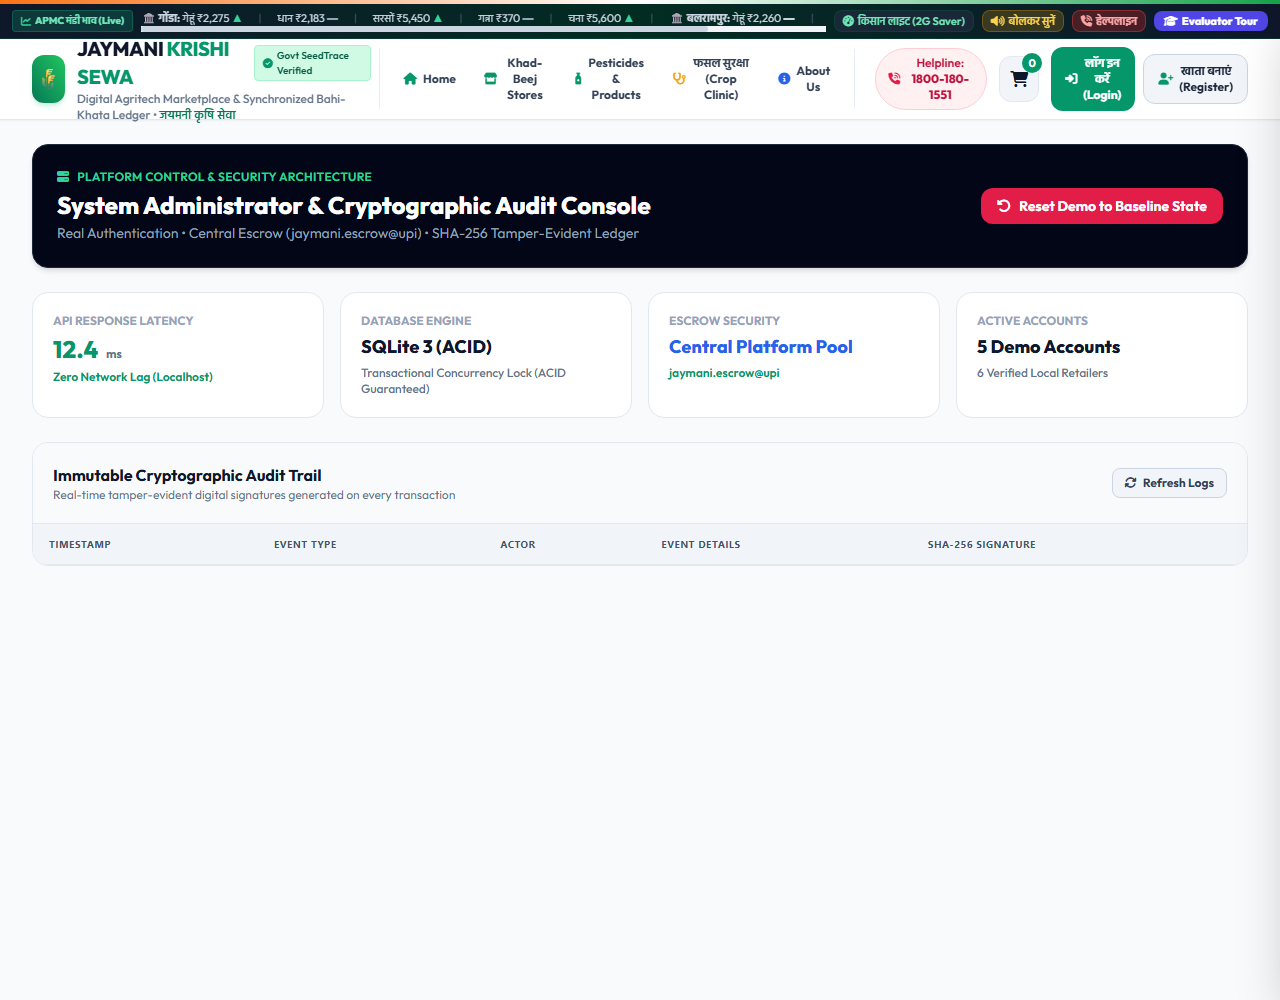 APMC मंडी भाव (Live)
गोंडा: गेहूं ₹2,275 ▲ | धान ₹2,183 — | सरसों ₹5,450 ▲ | गन्ना ₹370 — | चना ₹5,600 ▲ | बलरामपुर: गेहूं ₹2,260 — |
किसान लाइट (2G Saver)
बोलकर सुनें
हेल्पलाइन
Evaluator Tour
JAYMANI KRISHI
SEWA
Govt SeedTrace
Verified
Digital Agritech Marketplace & Synchronized Bahi-
Khata Ledger • जयमनी कृषि सेवा
Home
Khad-
Beej
Stores
Pesticides
&
Products
फसल सुरक्षा
(Crop
Clinic)
About
Us
Helpline:
1800-180-
1551
0
लॉग इन
करें
(Login)
खाता बनाएं
(Register)
PLATFORM CONTROL & SECURITY ARCHITECTURE
System Administrator & Cryptographic Audit Console
Real Authentication • Central Escrow (jaymani.escrow@upi) • SHA-256 Tamper-Evident Ledger
Reset Demo to Baseline State
API RESPONSE LATENCY
12.4 ms
Zero Network Lag (Localhost)
DATABASE ENGINE
SQLite 3 (ACID)
Transactional Concurrency Lock (ACID
Guaranteed)
ESCROW SECURITY
Central Platform Pool
jaymani.escrow@upi
ACTIVE ACCOUNTS
5 Demo Accounts
6 Verified Local Retailers
Immutable Cryptographic Audit Trail
Real-time tamper-evident digital signatures generated on every transaction
Refresh Logs
TIMESTAMP EVENT TYPE ACTOR EVENT DETAILS SHA-256 SIGNATURE